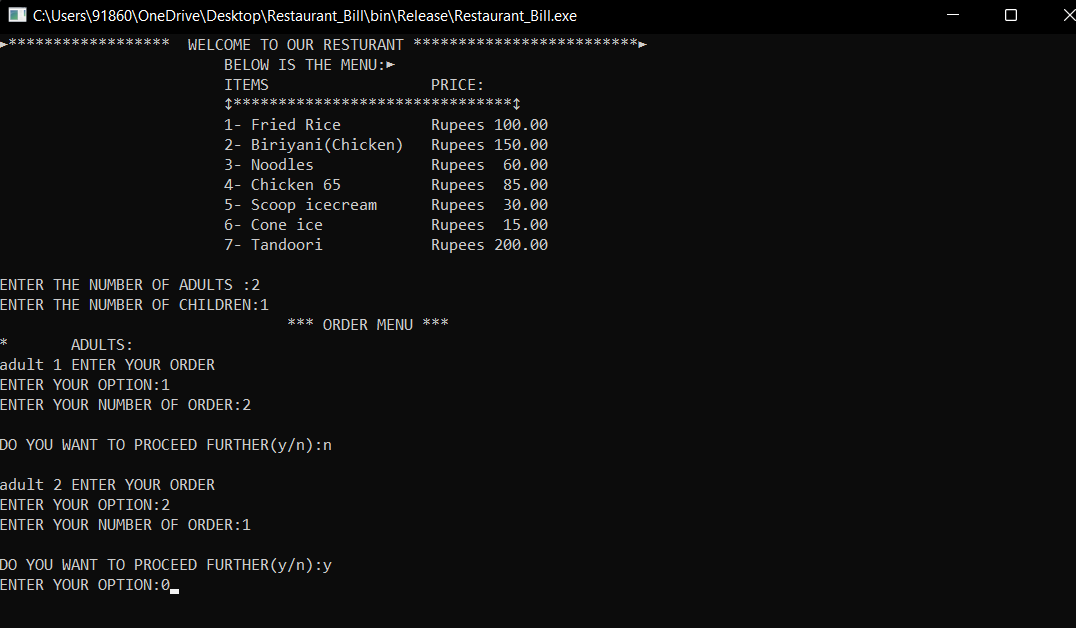 C:\Users\91860\OneDrive\Desktop\Restaurant_Bill\bin\Release\Restaurant_Bill.exe
►****************** WELCOME TO OUR RESTURANT *************************►
BELOW IS THE MENU:►
ITEMS PRICE:
↕*******************************↕
1- Fried Rice Rupees 100.00
2- Biriyani(Chicken) Rupees 150.00
3- Noodles Rupees 60.00
4- Chicken 65 Rupees 85.00
5- Scoop icecream Rupees 30.00
6- Cone ice Rupees 15.00
7- Tandoori Rupees 200.00
ENTER THE NUMBER OF ADULTS :2
ENTER THE NUMBER OF CHILDREN:1
*** ORDER MENU ***
* ADULTS:
adult 1 ENTER YOUR ORDER
ENTER YOUR OPTION:1
ENTER YOUR NUMBER OF ORDER:2
DO YOU WANT TO PROCEED FURTHER(y/n):n
adult 2 ENTER YOUR ORDER
ENTER YOUR OPTION:2
ENTER YOUR NUMBER OF ORDER:1
DO YOU WANT TO PROCEED FURTHER(y/n):y
ENTER YOUR OPTION:0